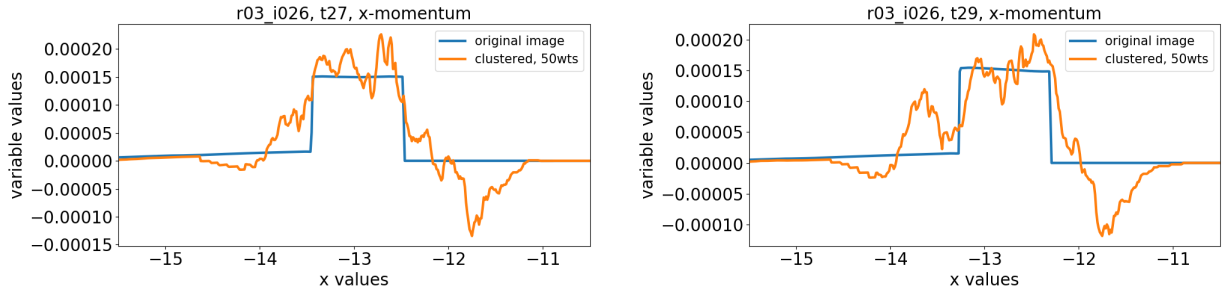 r03_i026, t27, x-momentum
original image
clustered, 50wts
variable values
0.00020
0.00015
0.00010
0.00005
0.00000
−0.00005
−0.00010
−0.00015
−15
−14
−13
−12
−11
x values
r03_i026, t29, x-momentum
original image
clustered, 50wts
variable values
0.00020
0.00015
0.00010
0.00005
0.00000
−0.00005
−0.00010
−15
−14
−13
−12
−11
x values